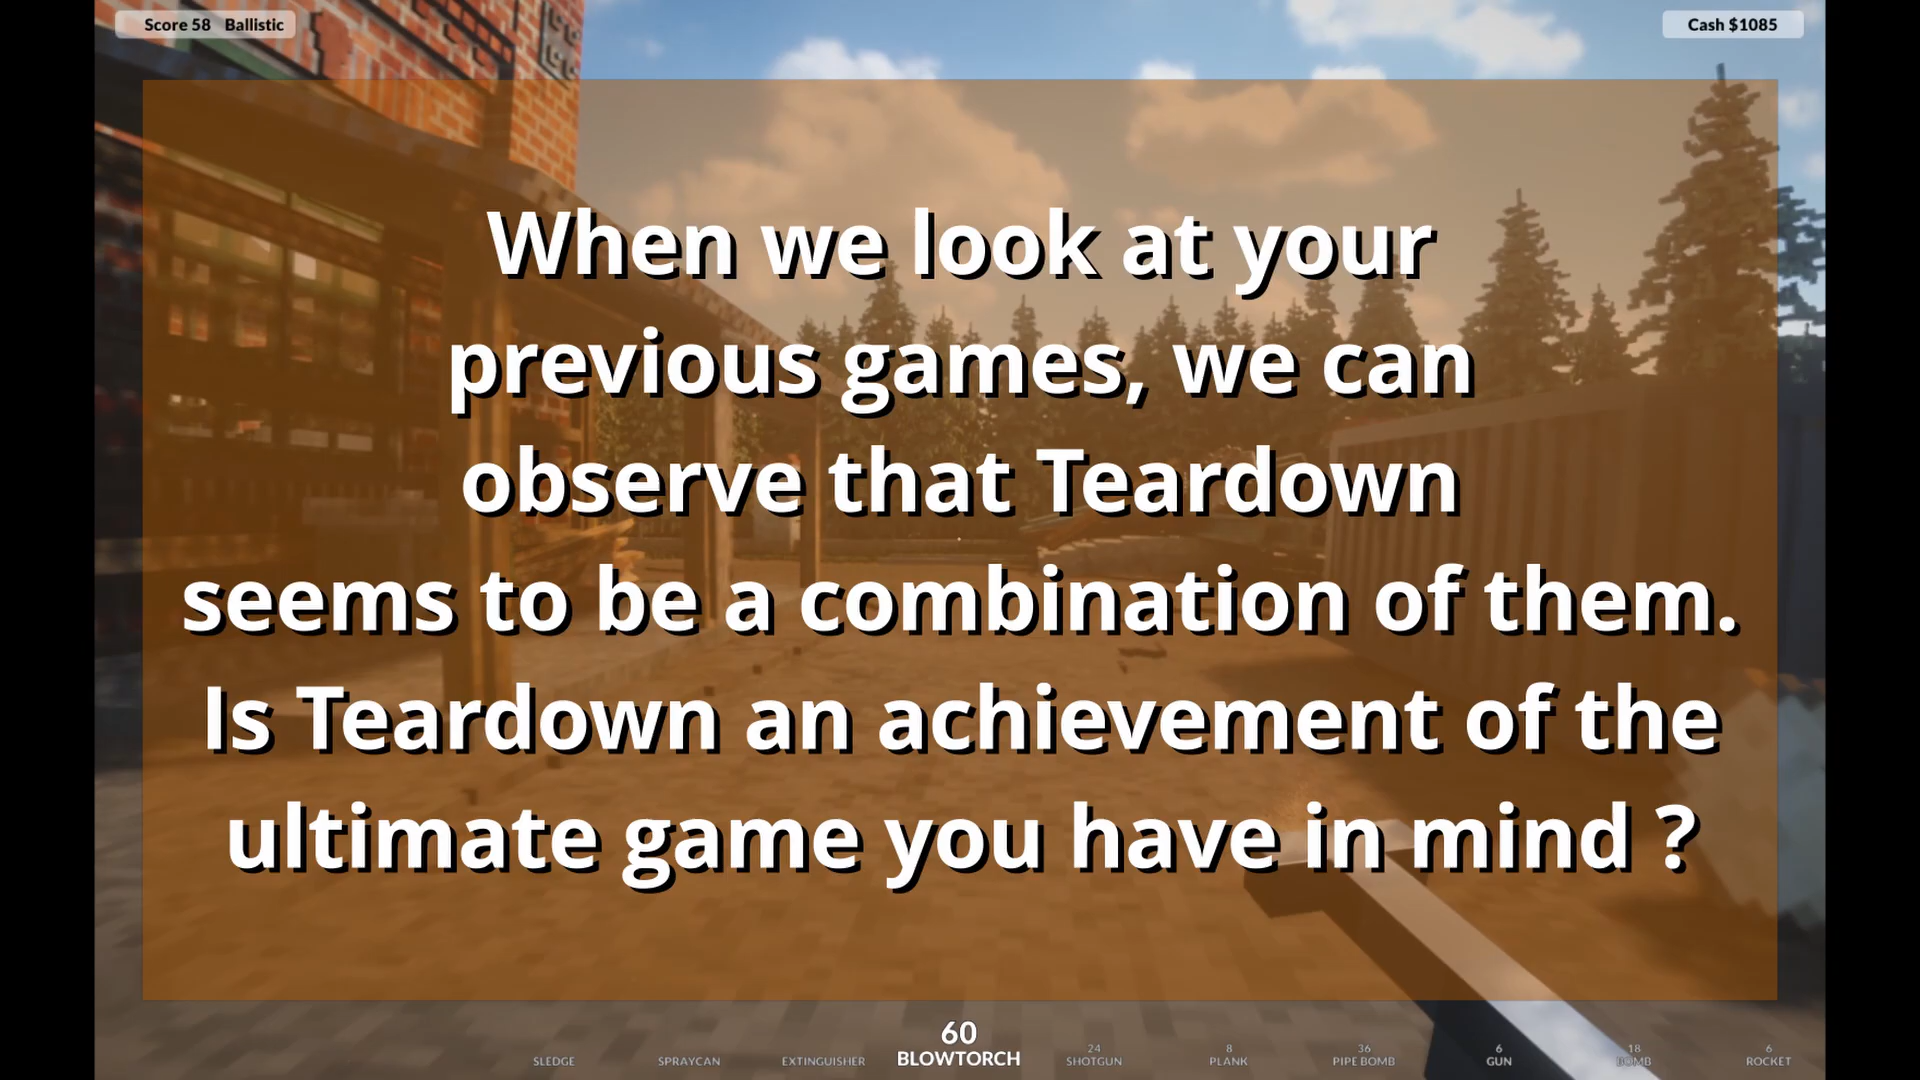 Score 58 Ballistic
Cash $1085
When we look at your
previous games, we can
observe that Teardown
seems to be a combination of them.
Is Teardown an achievement of the
ultimate game you have in mind ?
60 24 8 36 6 18 6
SLEDGE SPRAYCAN EXTINGUISHER BLOWTORCH SHOTGUN PLANK PIPE BOMB GUN BOMB ROCKET